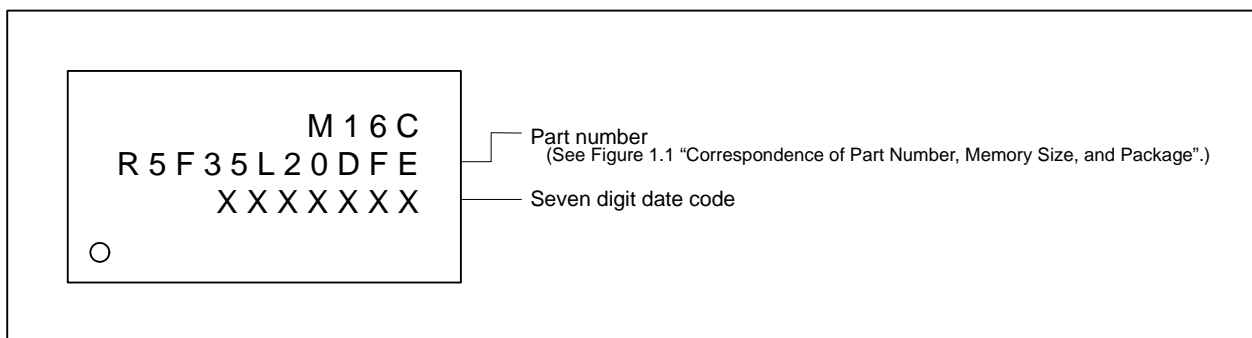 M16C
Part number
R5F35L20DFE
(See Figure 1.1 “Correspondence of Part Number, Memory Size, and Package”.)
XXXXXXX
Seven digit date code